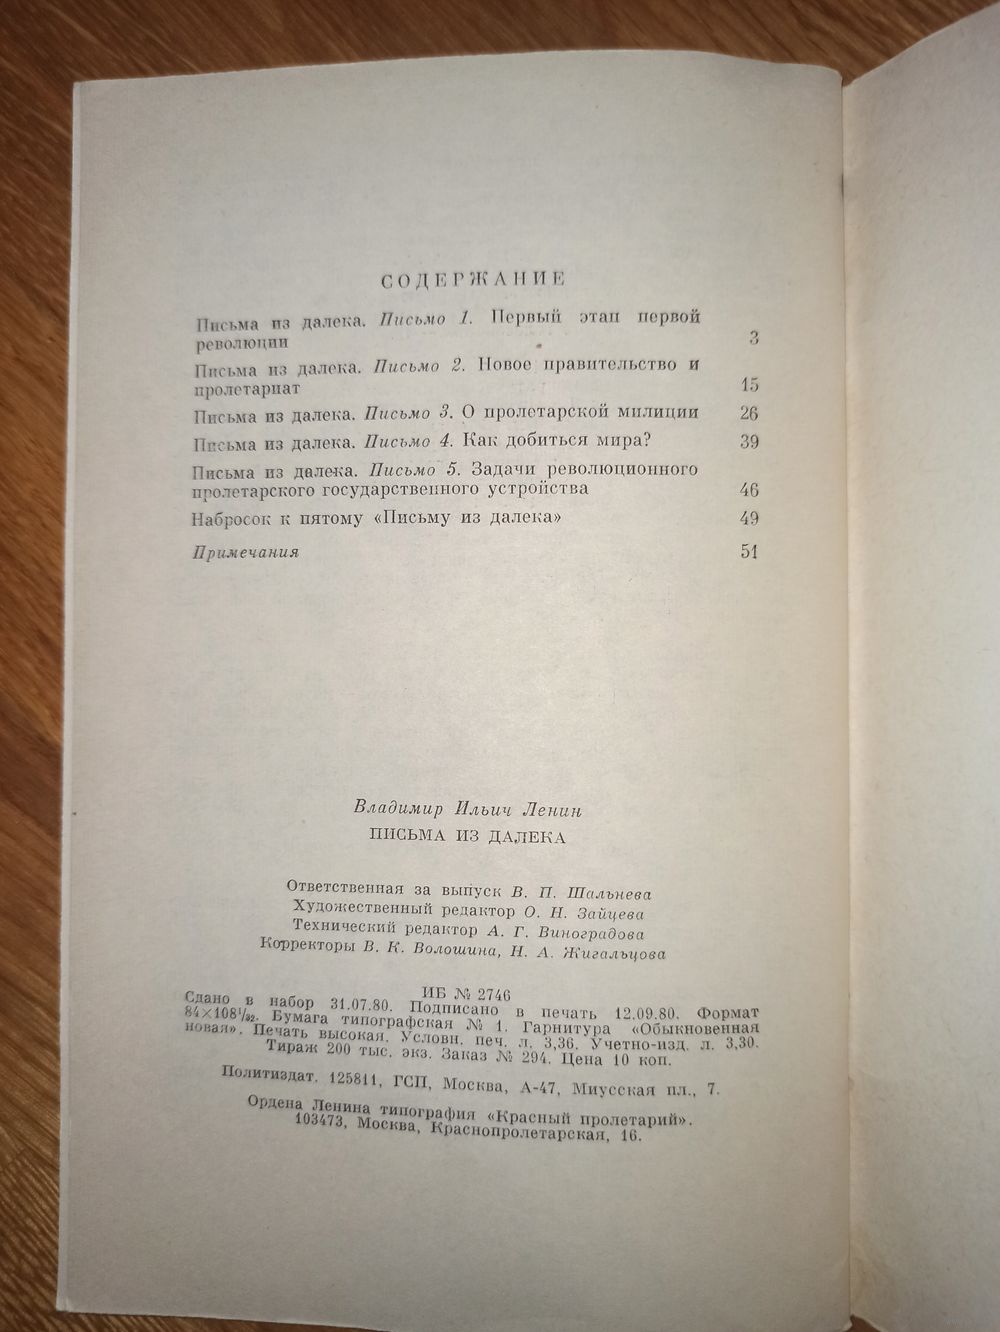 СОДЕРЖАНИЕ
Письма из далека. Письмо 1. Первый этап первой
революции 3
Письма из далека. Письмо 2. Новое правительство и
пролетариат 15
Письма из далека. Письмо 3. О пролетарской милиции 26
Письма из далека. Письмо 4. Как добиться мира? 39
Письма из далека. Письмо 5. Задачи революционного
пролетарского государственного устройства 46
Набросок к пятому «Письму из далека» 49
Примечания 51
Владимир Ильич Ленин
ПИСЬМА ИЗ ДАЛЕКА
Ответственная за выпуск В. П. Шальнева
Художественный редактор О. Н. Зайцева
Технический редактор А. Г. Виноградова
Корректоры В. К. Волошина, Н. А. Жигальцова
ИБ № 2746
Сдано в набор 31.07.80. Подписано в печать 12.09.80. Формат
84×108¹/₃₂. Бумага типографская № 1. Гарнитура «Обыкновенная
новая». Печать высокая. Условн. печ. л. 3,36. Учетно-изд. л. 3,30.
Тираж 200 тыс. экз. Заказ № 294. Цена 10 коп.
Политиздат. 125811, ГСП, Москва, А-47, Миусская пл., 7.
Ордена Ленина типография «Красный пролетарий».
103473, Москва, Краснопролетарская, 16.